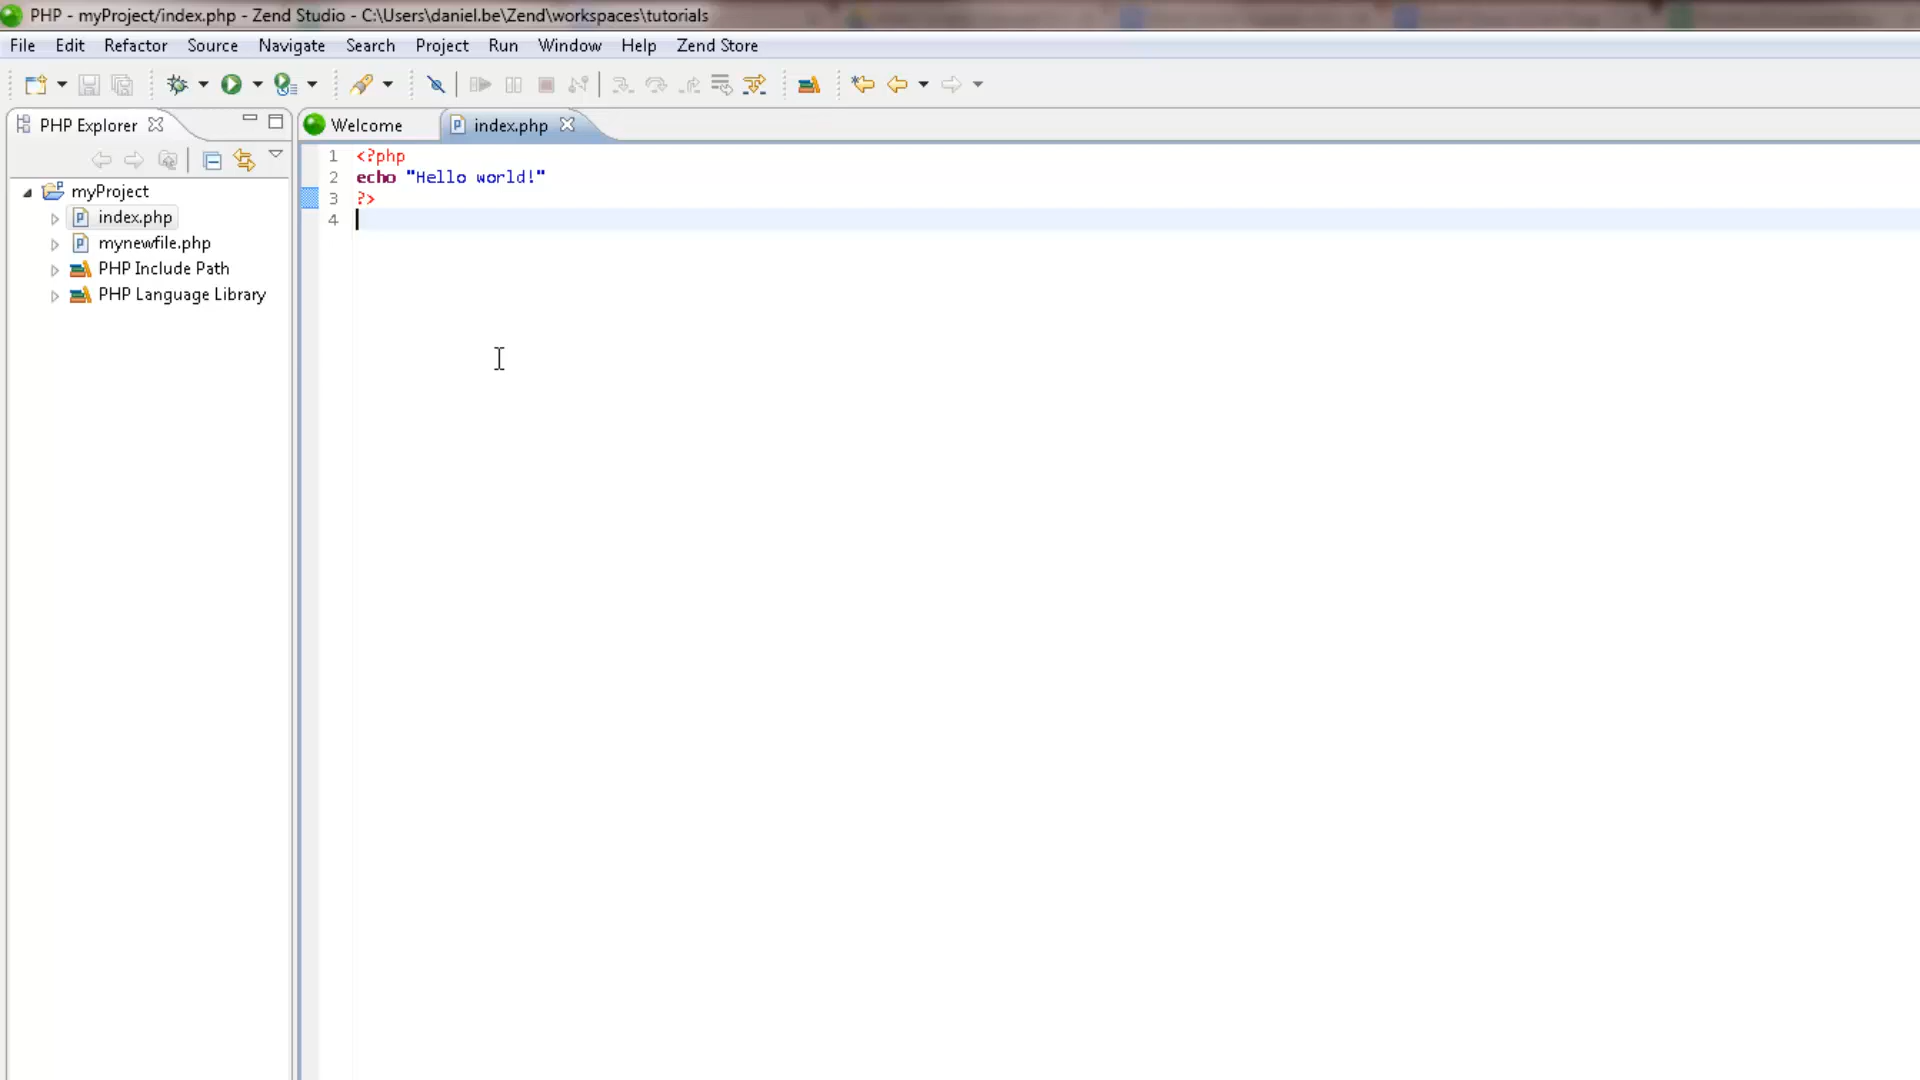 PHP - myProject/index.php - Zend Studio - C:\Users\daniel.be\Zend\workspaces\tutorials
File Edit Refactor Source Navigate Search Project Run Window Help Zend Store
PHP Explorer
Welcome index.php
1 <?php
2 echo "Hello world!"
3 ?>
4
myProject
index.php
mynewfile.php
PHP Include Path
PHP Language Library